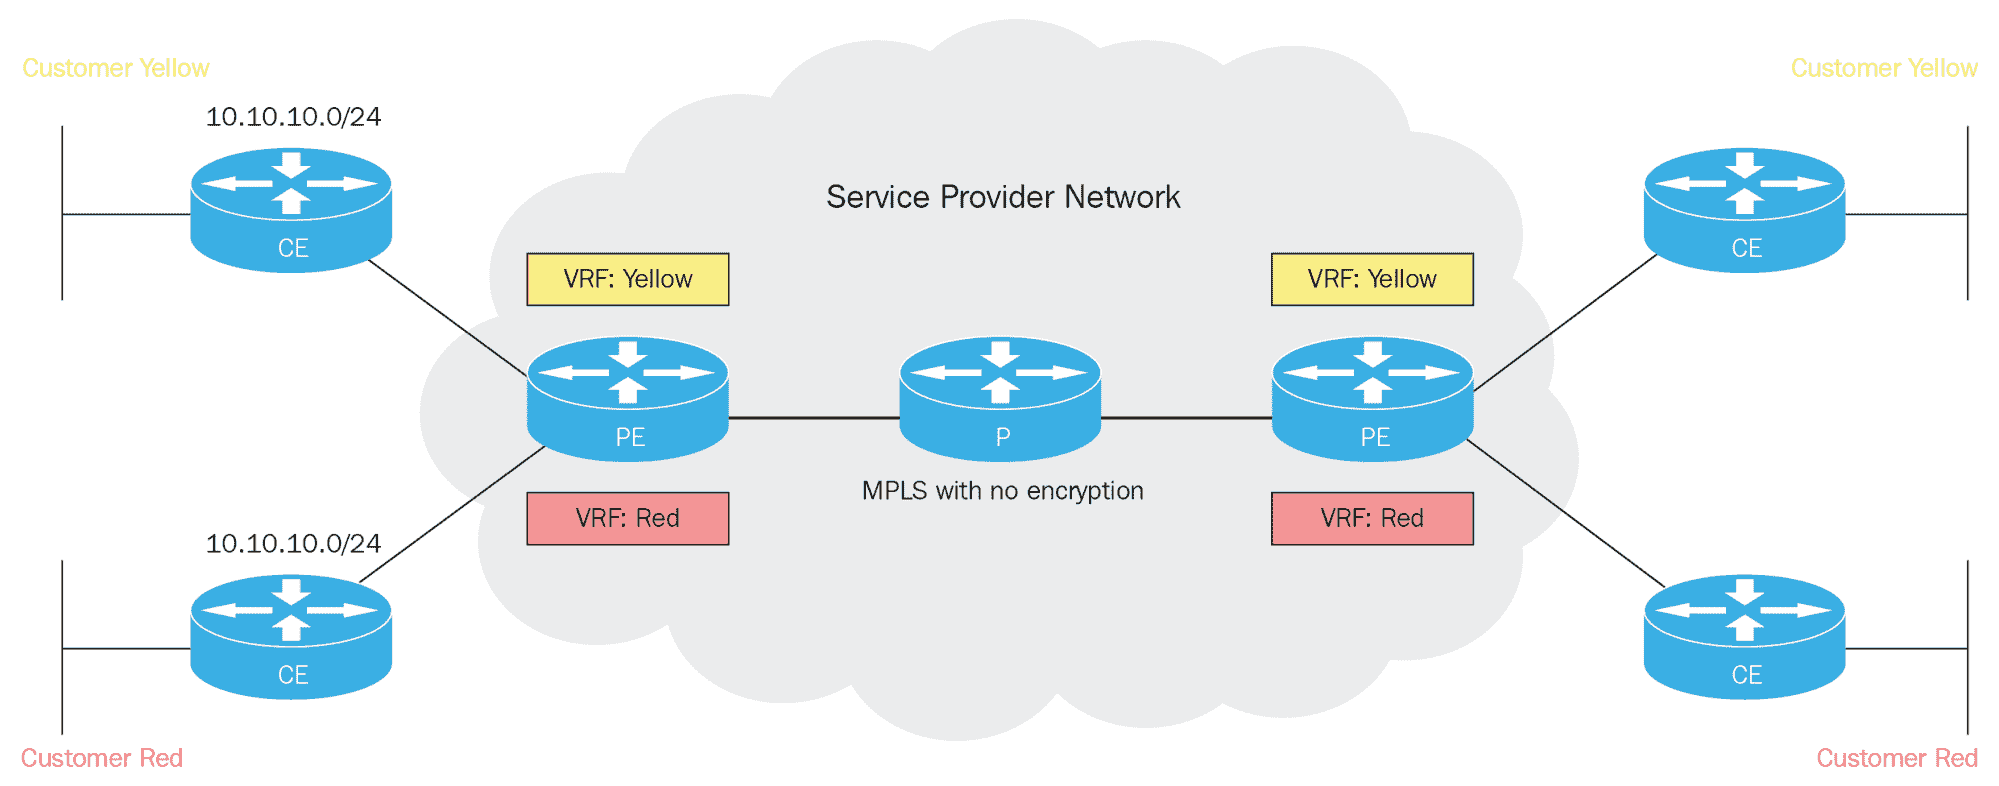 Customer Yellow
Customer Yellow
10.10.10.0/24
CE
CE
Service Provider Network
VRF: Yellow
VRF: Yellow
PE
P
PE
MPLS with no encryption
VRF: Red
VRF: Red
10.10.10.0/24
CE
CE
Customer Red
Customer Red